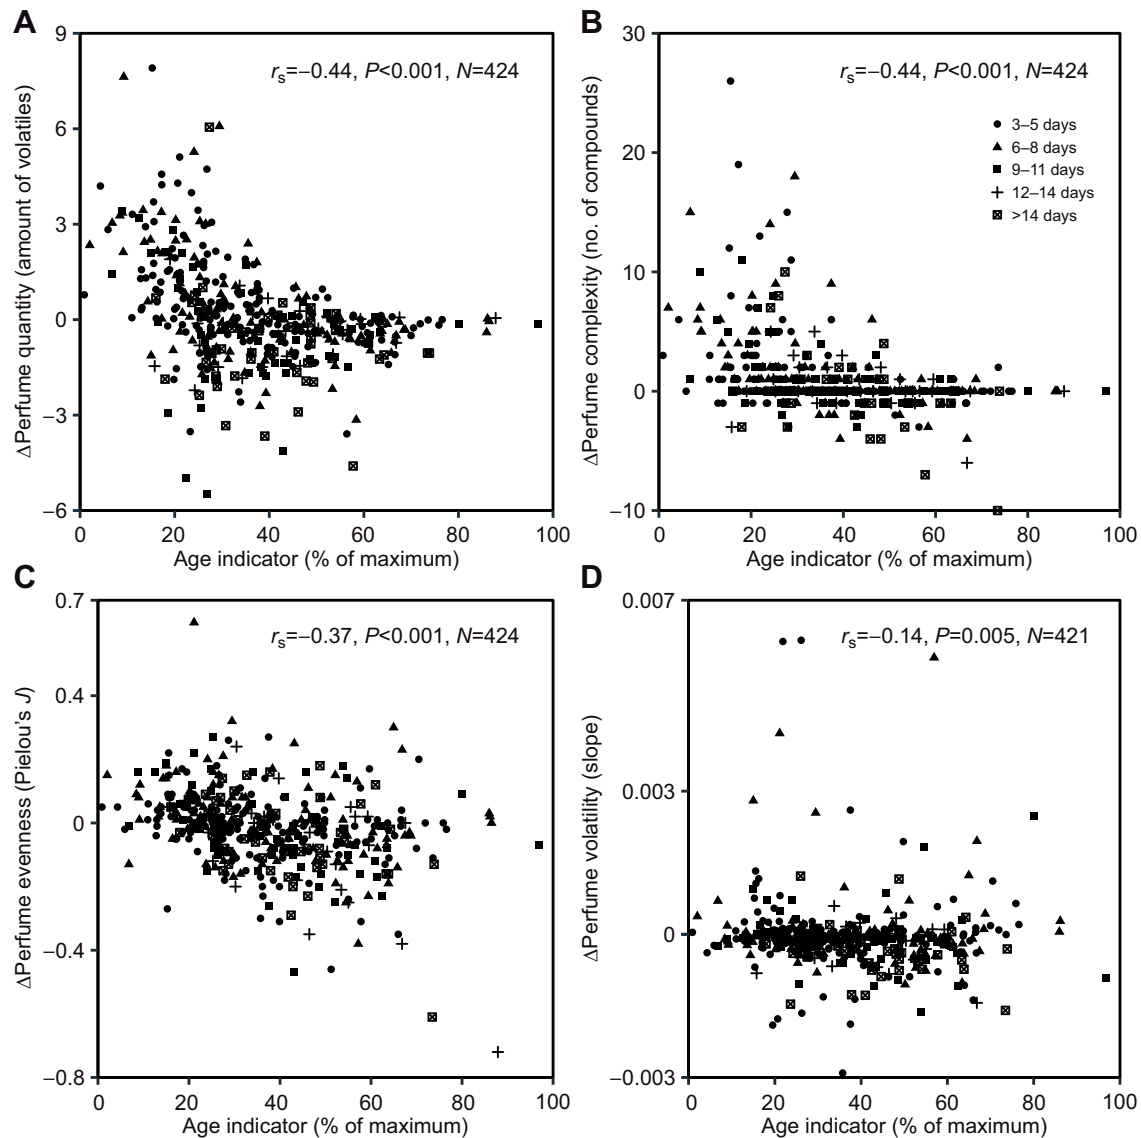 A
9
6
3
0
−3
−6
ΔPerfume quantity (amount of volatiles)
rs=−0.44, P<0.001, N=424
0 20 40 60 80 100
Age indicator (% of maximum)
B
30
20
10
0
−10
ΔPerfume complexity (no. of compounds)
rs=−0.44, P<0.001, N=424
3–5 days
6–8 days
9–11 days
12–14 days
>14 days
0 20 40 60 80 100
Age indicator (% of maximum)
C
0.7
0.4
0
−0.4
−0.8
ΔPerfume evenness (Pielou's J)
rs=−0.37, P<0.001, N=424
0 20 40 60 80 100
Age indicator (% of maximum)
D
0.007
0.003
0
−0.003
ΔPerfume volatility (slope)
rs=−0.14, P=0.005, N=421
0 20 40 60 80 100
Age indicator (% of maximum)